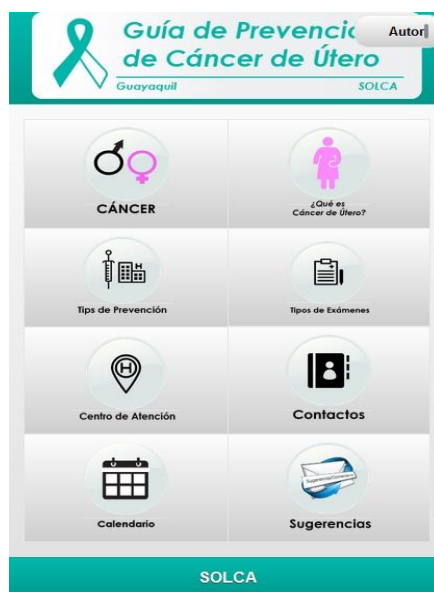 Guía de Prevenci
Autor
de Cáncer de Útero
Guayaquil
SOLCA
CÁNCER
¿Qué es
Cáncer de Útero?
Tips de Prevención
Tipos de Exámenes
Centro de Atención
Contactos
Calendario
Sugerencias
SOLCA